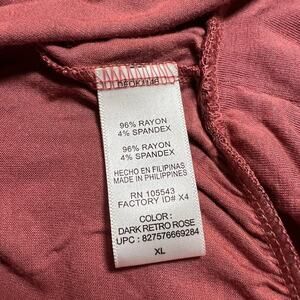 96% RAYON
4% SPANDEX
96% RAYON
4% SPANDEX
HECHO EN FILIPINAS
MADE IN PHILIPPINES
RN 105543
FACTORY ID# X4
COLOR :
DARK RETRO ROSE
UPC : 827576669284
XL